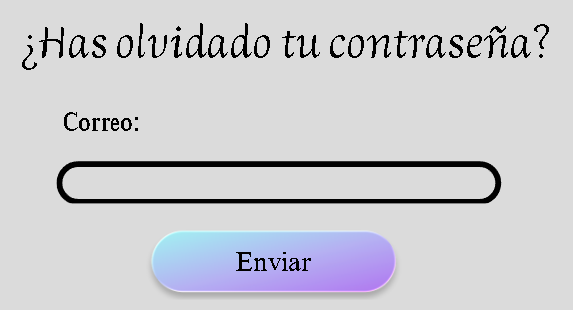 ¿Has olvidado tu contraseña?
Correo:
Enviar